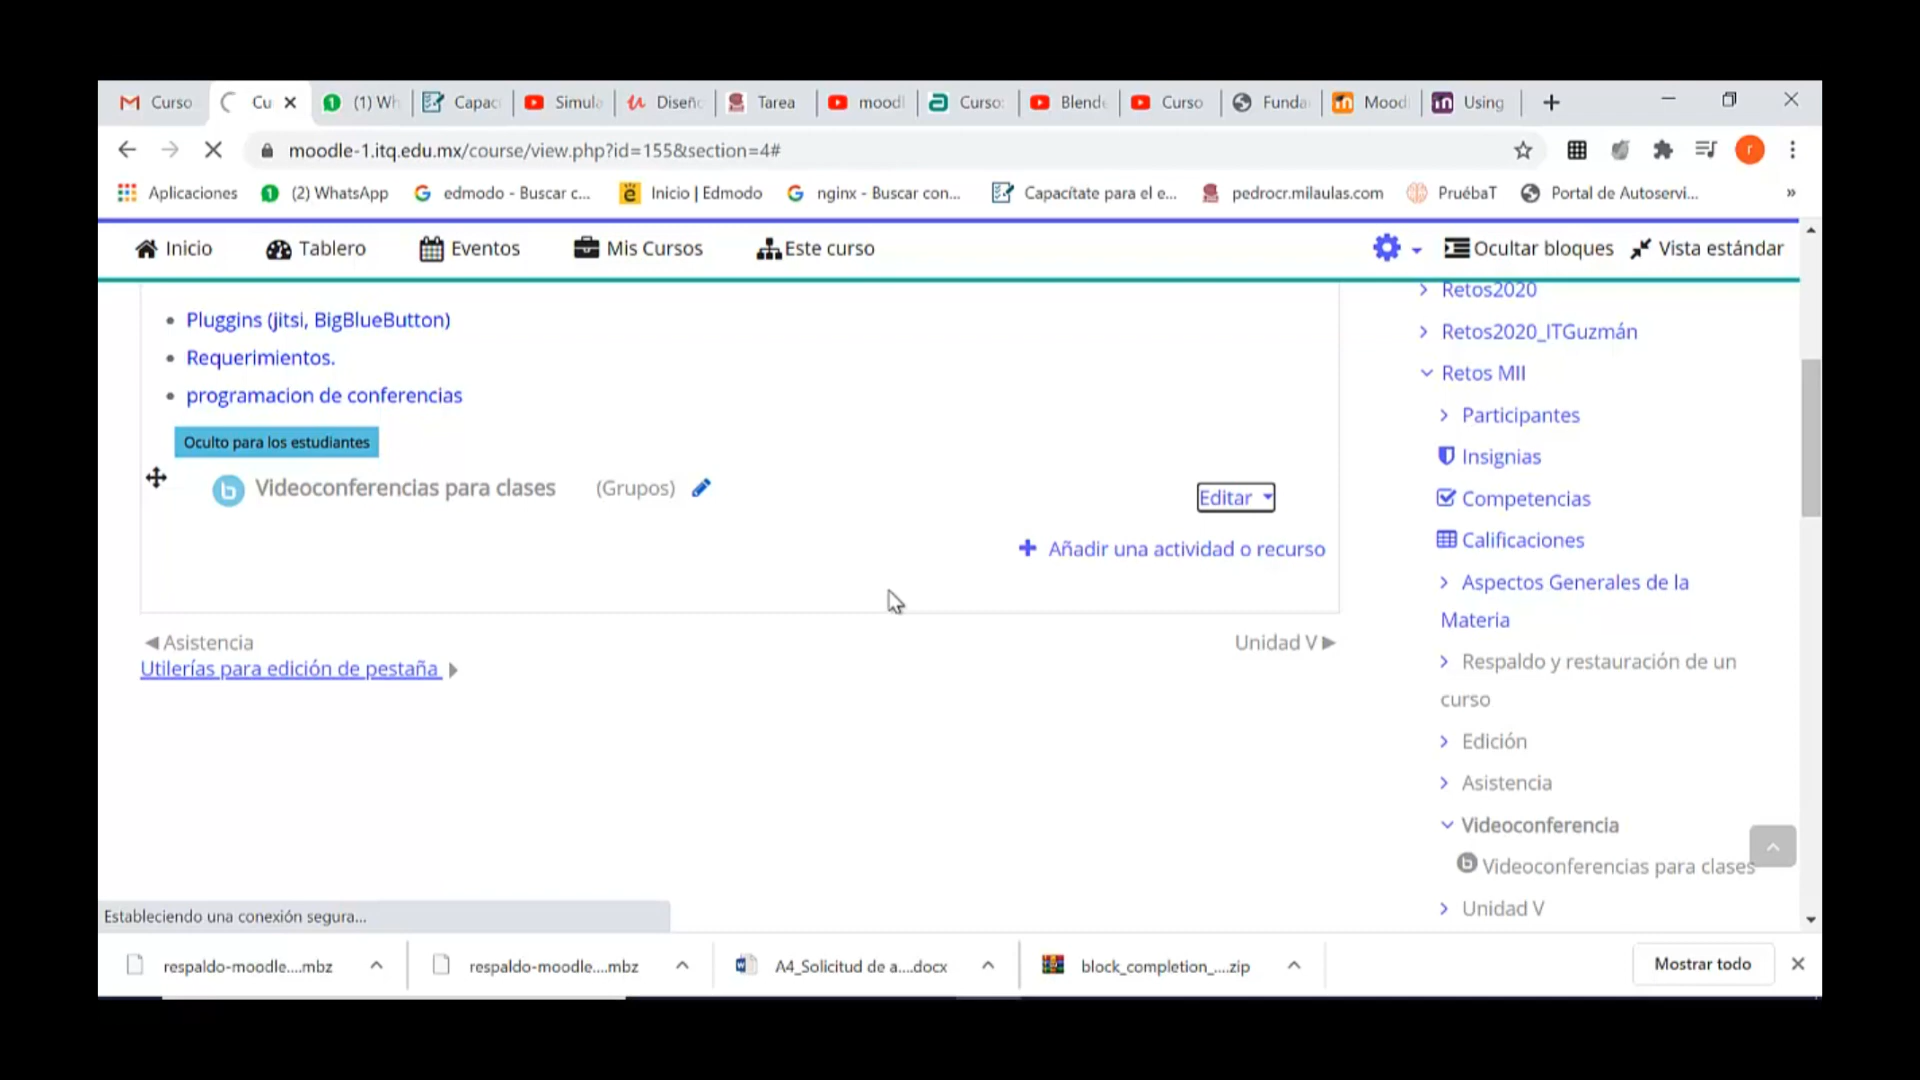 Curso
Cu
(1) Wh
Capac
Simula
Diseño
Tarea
moodl
Curso:
Blende
Curso
Funda
Mood
Using
moodle-1.itq.edu.mx/course/view.php?id=155&section=4#
Aplicaciones
(2) WhatsApp
edmodo - Buscar c...
Inicio | Edmodo
nginx - Buscar con...
Capacítate para el e...
pedrocr.milaulas.com
PruébaT
Portal de Autoservi...
»
Inicio
Tablero
Eventos
Mis Cursos
Este curso
Ocultar bloques
Vista estándar
Pluggins (jitsi, BigBlueButton)
Requerimientos.
programacion de conferencias
Oculto para los estudiantes
Videoconferencias para clases
(Grupos)
Editar
Añadir una actividad o recurso
Asistencia
Unidad V
Utilerías para edición de pestaña
Retos2020
Retos2020_ITGuzmán
Retos MII
Participantes
Insignias
Competencias
Calificaciones
Aspectos Generales de la
Materia
Respaldo y restauración de un
curso
Edición
Asistencia
Videoconferencia
Videoconferencias para clases
Unidad V
Estableciendo una conexión segura...
respaldo-moodle....mbz
respaldo-moodle....mbz
A4_Solicitud de a....docx
block_completion_....zip
Mostrar todo